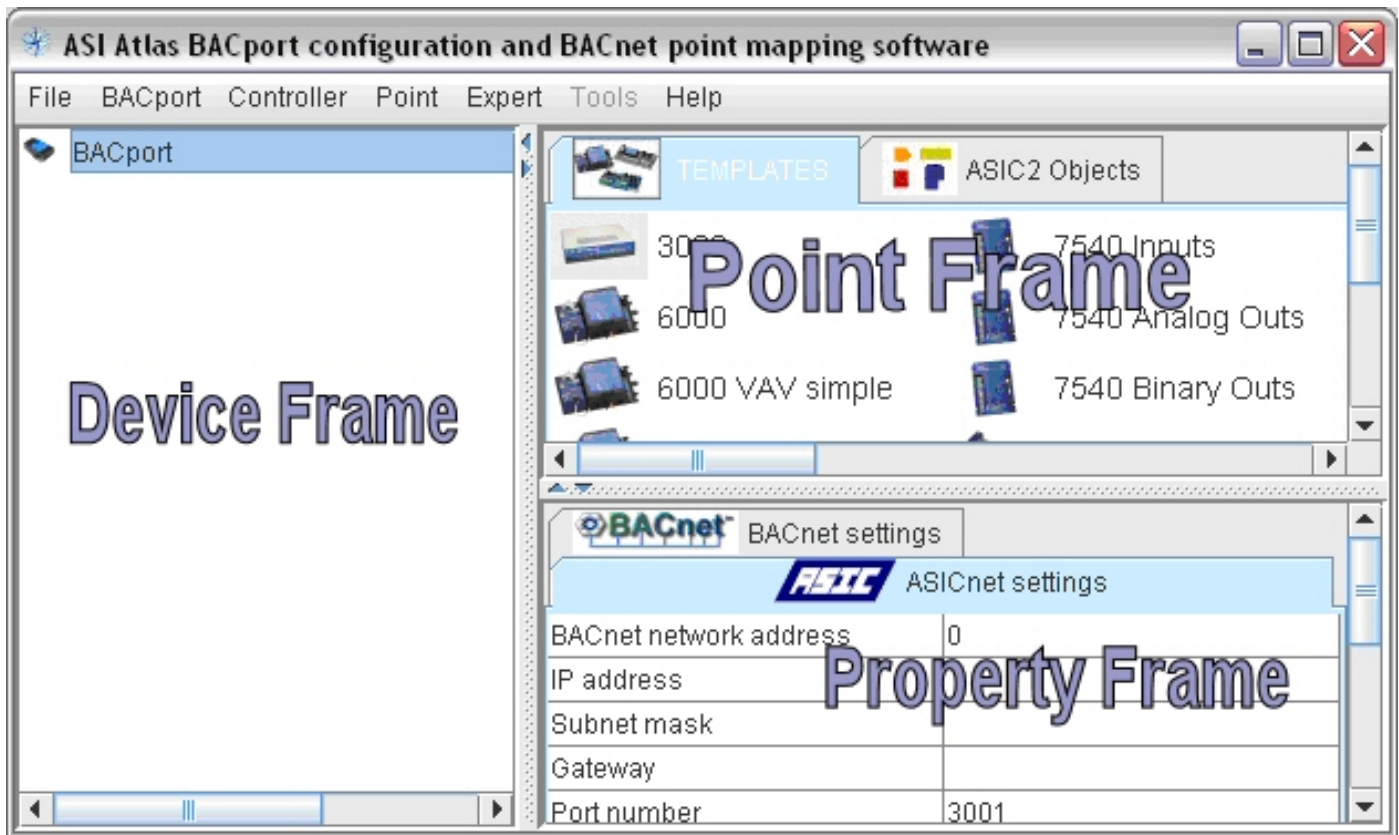 ASI Atlas BACport configuration and BACnet point mapping software
File BACport Controller Point Expert Tools Help
BACport
Device Frame
TEMPLATES ASIC2 Objects
Point Frame
3000 7540 Inputs
6000 7540 Analog Outs
6000 VAV simple 7540 Binary Outs
BACnet™ BACnet settings
ASIC ASICnet settings
Property Frame
BACnet network address 0
IP address
Subnet mask
Gateway
Port number 3001